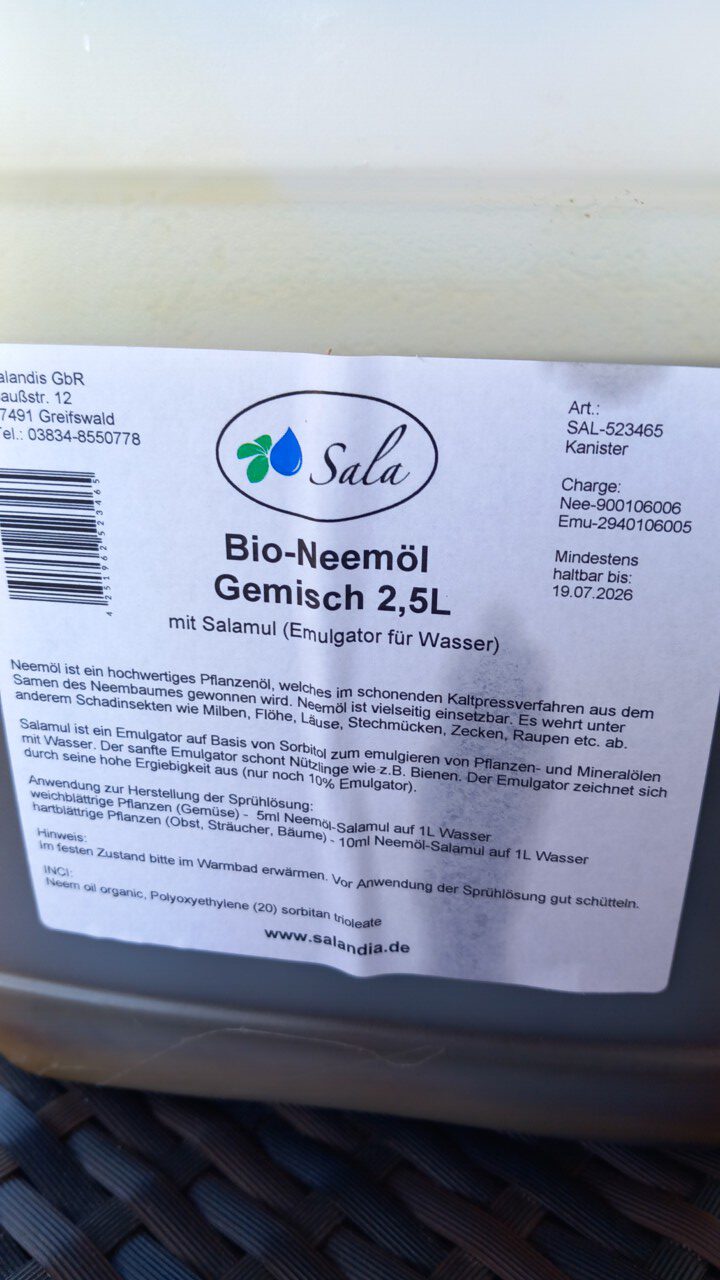 alandis GbR
außstr. 12
7491 Greifswald
el.: 03834-8550778
4 251962 523465
Sala
Art.:
SAL-523465
Kanister
Charge:
Nee-900106006
Emu-2940106005
Mindestens
haltbar bis:
19.07.2026
Bio-Neemöl
Gemisch 2,5L
mit Salamul (Emulgator für Wasser)
Neemöl ist ein hochwertiges Pflanzenöl, welches im schonenden Kaltpressverfahren aus dem
Samen des Neembaumes gewonnen wird. Neemöl ist vielseitig einsetzbar. Es wehrt unter
anderem Schadinsekten wie Milben, Flöhe, Läuse, Stechmücken, Zecken, Raupen etc. ab.
Salamul ist ein Emulgator auf Basis von Sorbitol zum emulgieren von Pflanzen- und Mineralölen
mit Wasser. Der sanfte Emulgator schont Nützlinge wie z.B. Bienen. Der Emulgator zeichnet sich
durch seine hohe Ergiebigkeit aus (nur noch 10% Emulgator).
Anwendung zur Herstellung der Sprühlösung:
weichblättrige Pflanzen (Gemüse) - 5ml Neemöl-Salamul auf 1L Wasser
hartblättrige Pflanzen (Obst, Sträucher, Bäume) - 10ml Neemöl-Salamul auf 1L Wasser
Hinweis:
Im festen Zustand bitte im Warmbad erwärmen. Vor Anwendung der Sprühlösung gut schütteln.
INCI:
Neem oil organic, Polyoxyethylene (20) sorbitan trioleate
www.salandia.de